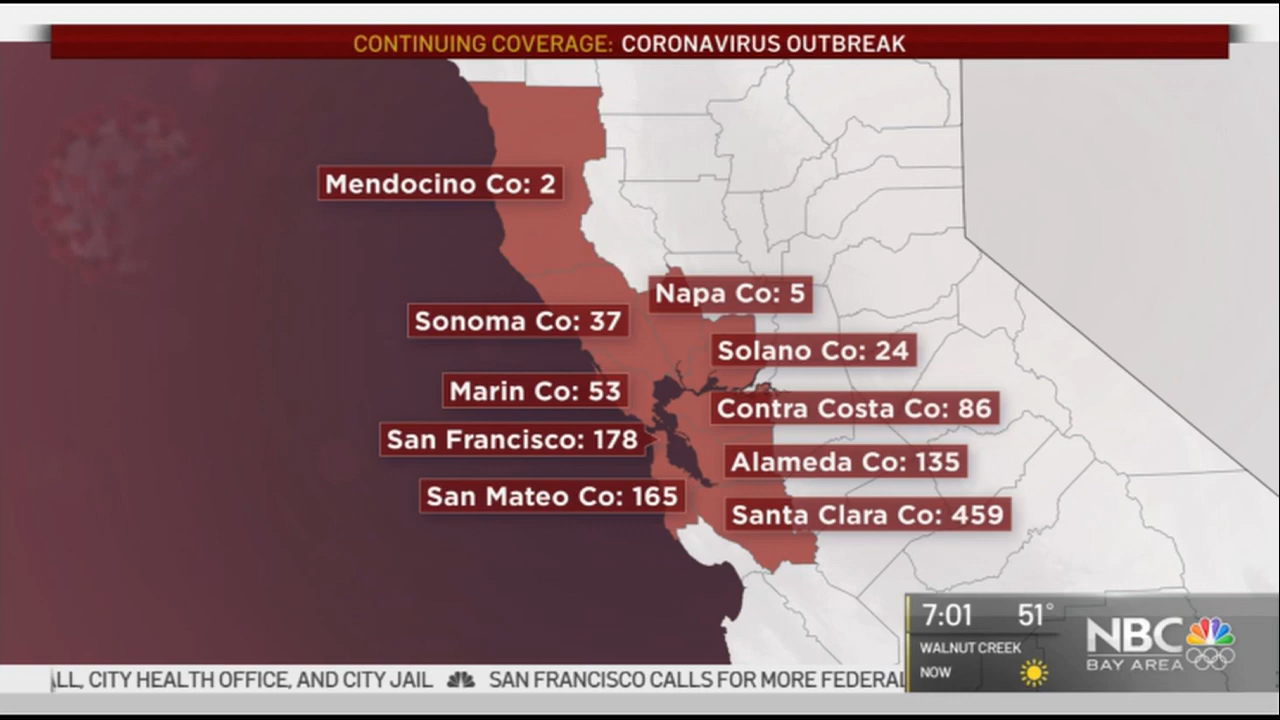 CONTINUING COVERAGE: CORONAVIRUS OUTBREAK
Mendocino Co: 2
Napa Co: 5
Sonoma Co: 37
Solano Co: 24
Marin Co: 53
Contra Costa Co: 86
San Francisco: 178
Alameda Co: 135
San Mateo Co: 165
Santa Clara Co: 459
7:01 51°
WALNUT CREEK
NOW
NBC
BAY AREA
CITY HEALTH OFFICE, AND CITY JAIL SAN FRANCISCO CALLS FOR MORE FEDERAL